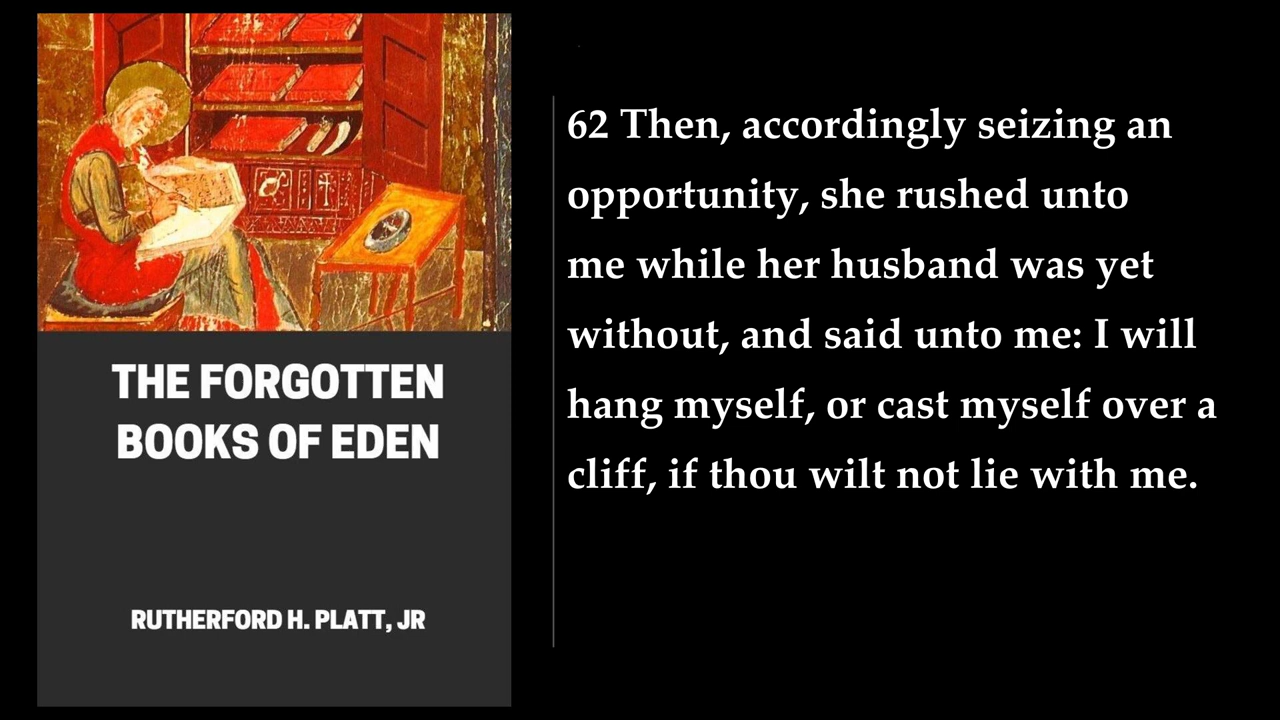 THE FORGOTTEN
BOOKS OF EDEN
RUTHERFORD H. PLATT, JR
62 Then, accordingly seizing an
opportunity, she rushed unto
me while her husband was yet
without, and said unto me: I will
hang myself, or cast myself over a
cliff, if thou wilt not lie with me.